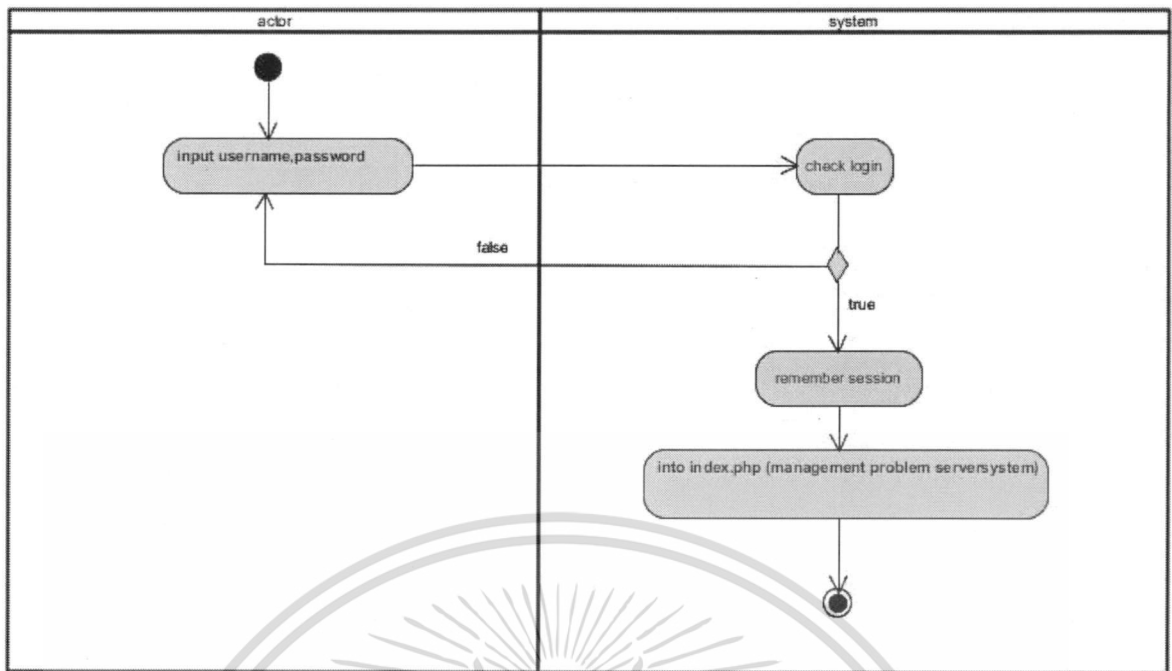 actor
system
input username,password
check login
false
true
remember session
into index.php (management problem serversystem)